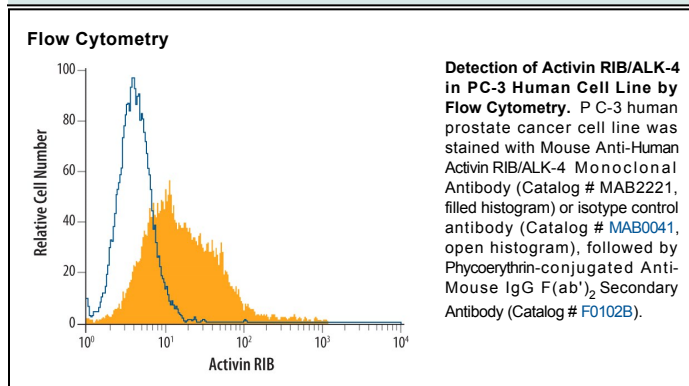 Flow Cytometry
100
80
60
40
20
0
Relative Cell Number
10⁰
10¹
10²
10³
10⁴
Activin RIB
Detection of Activin RIB/ALK-4
in PC-3 Human Cell Line by
Flow Cytometry. P C-3 human
prostate cancer cell line was
stained with Mouse Anti-Human
Activin RIB/ALK-4 Monoclonal
Antibody (Catalog # MAB2221,
filled histogram) or isotype control
antibody (Catalog # MAB0041,
open histogram), followed by
Phycoerythrin-conjugated Anti-
Mouse IgG F(ab')₂ Secondary
Antibody (Catalog # F0102B).